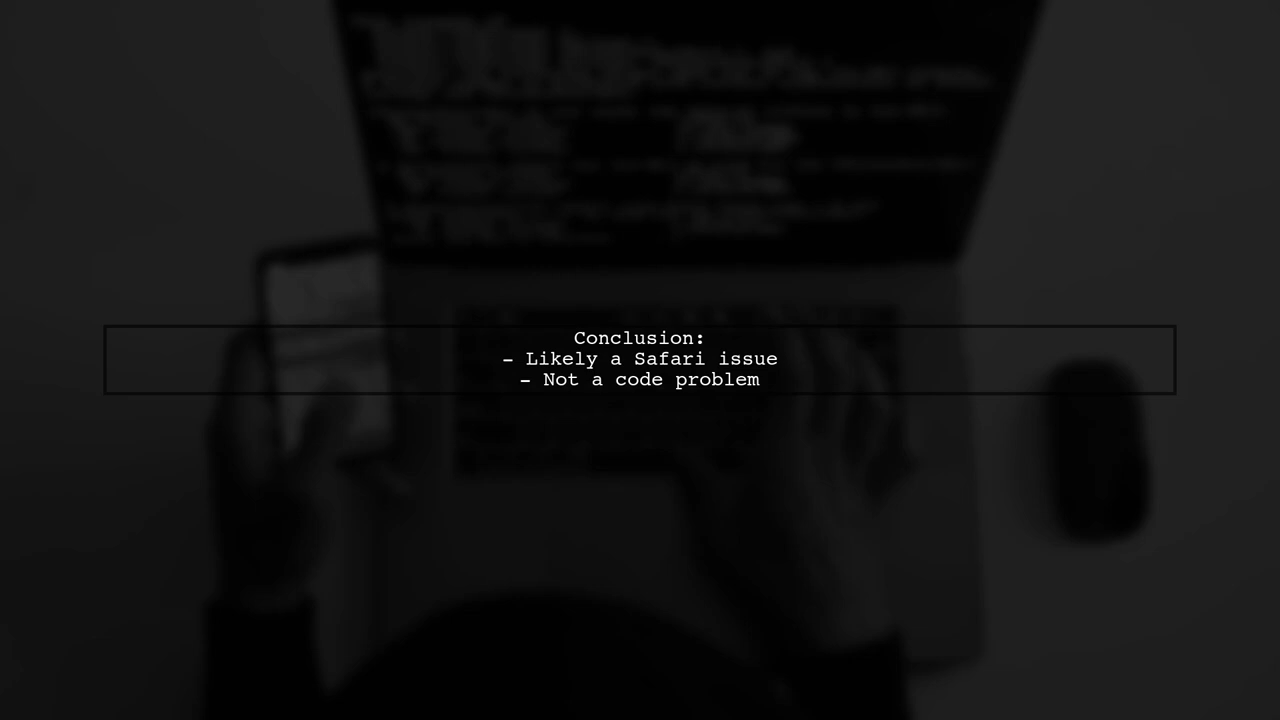 Conclusion:
- Likely a Safari issue
- Not a code problem